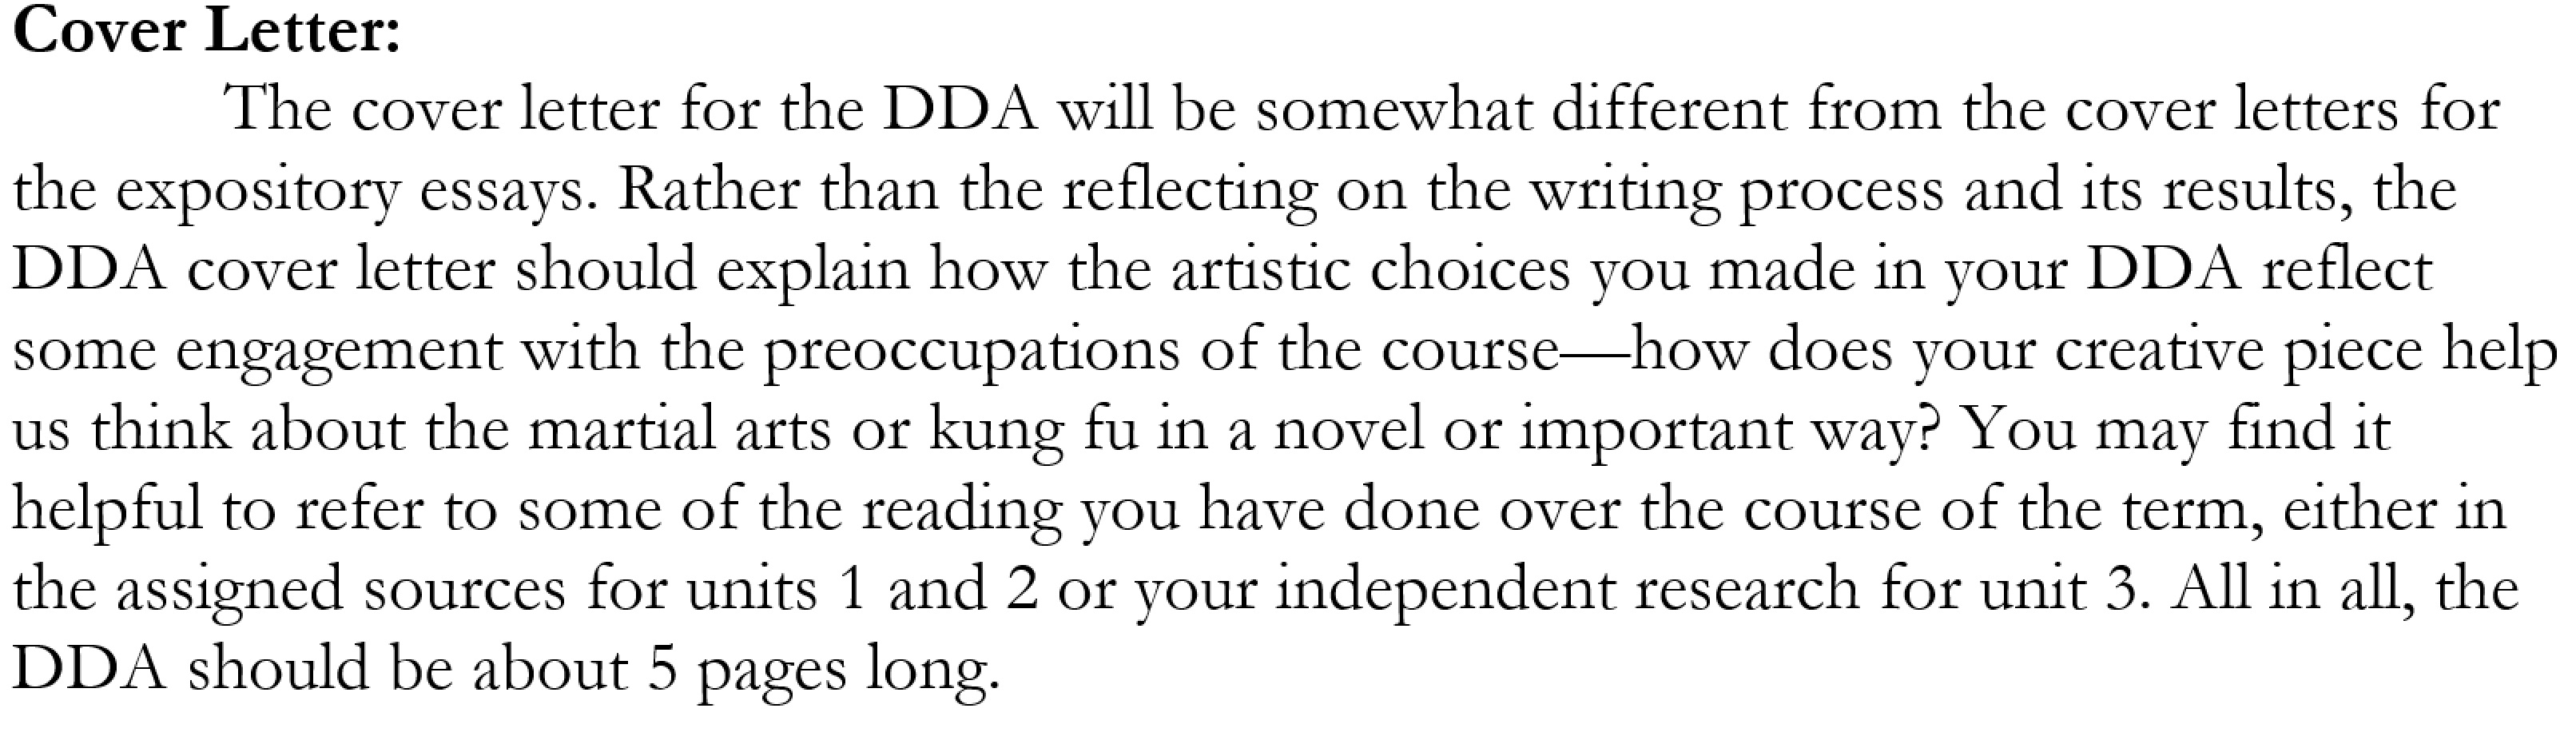 Cover Letter:
The cover letter for the DDA will be somewhat different from the cover letters for
the expository essays. Rather than the reflecting on the writing process and its results, the
DDA cover letter should explain how the artistic choices you made in your DDA reflect
some engagement with the preoccupations of the course—how does your creative piece help
us think about the martial arts or kung fu in a novel or important way? You may find it
helpful to refer to some of the reading you have done over the course of the term, either in
the assigned sources for units 1 and 2 or your independent research for unit 3. All in all, the
DDA should be about 5 pages long.